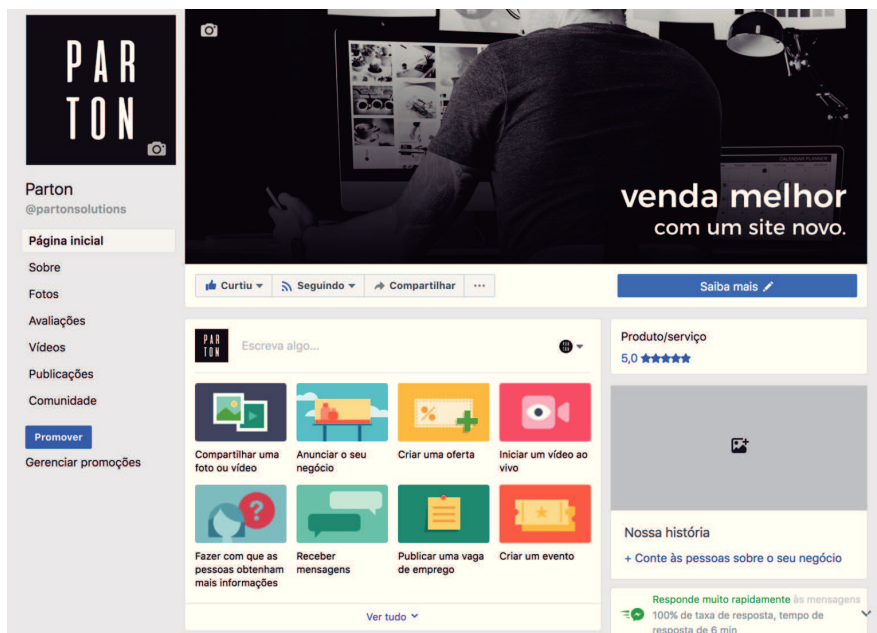 PAR
TON
Parton
@partonsolutions
Página inicial
Sobre
Fotos
Avaliações
Vídeos
Publicações
Comunidade
Promover
Gerenciar promoções
CALENDAR PLANNER
venda melhor
com um site novo.
Curtiu
Seguindo
Compartilhar
...
Saiba mais
PAR
TON
Escreva algo...
Compartilhar uma
foto ou vídeo
Anunciar o seu
negócio
Criar uma oferta
Iniciar um vídeo ao
vivo
Fazer com que as
pessoas obtenham
mais informações
Receber
mensagens
Publicar uma vaga
de emprego
Criar um evento
Ver tudo
Produto/serviço
5,0 ★★★★★
Nossa história
+ Conte às pessoas sobre o seu negócio
Responde muito rapidamente às mensagens
100% de taxa de resposta, tempo de
resposta de 6 min